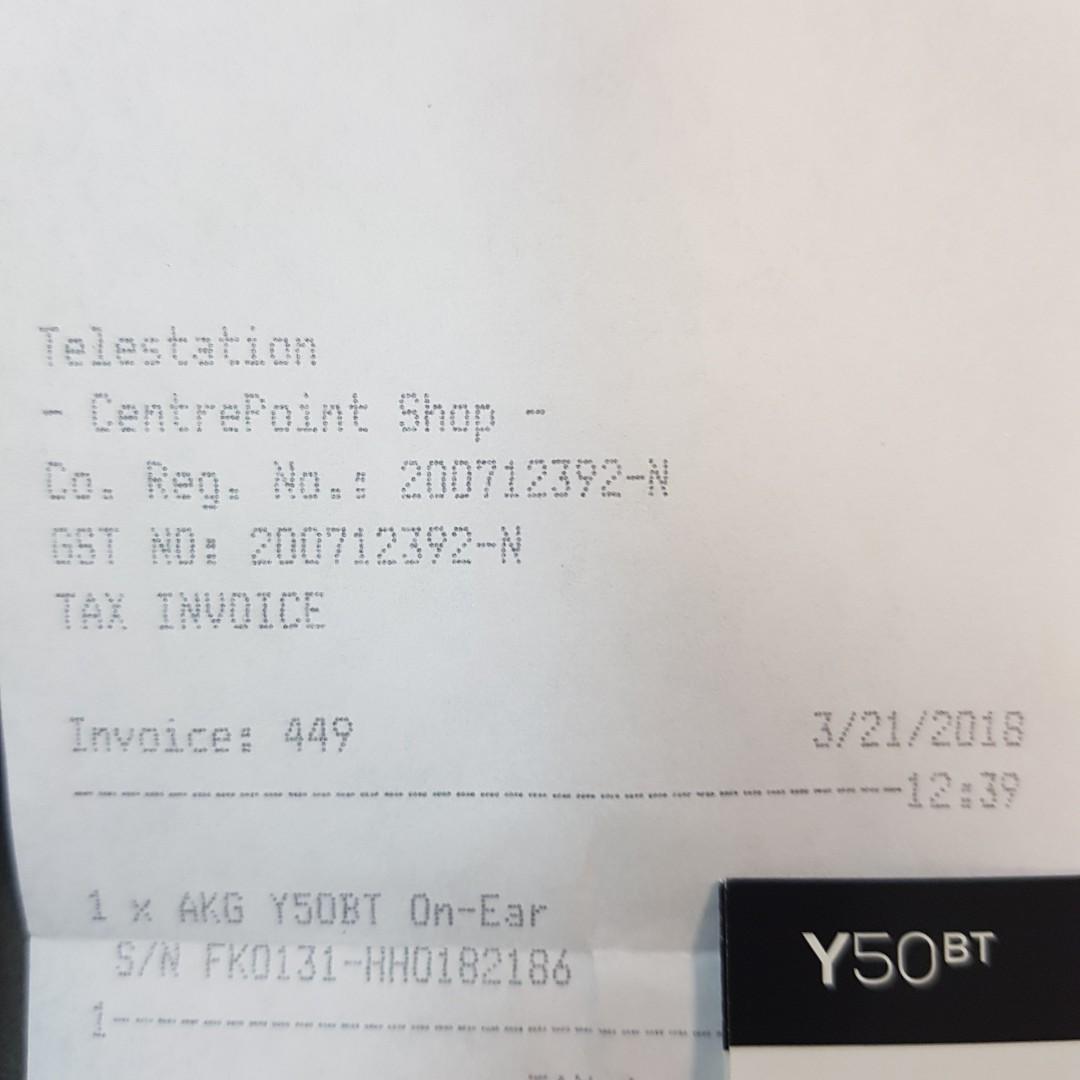 Telestation
- CentrePoint Shop -
Co. Reg. No.: 200712392-N
GST NO: 200712392-N
TAX INVOICE
Invoice: 449 3/21/2018
12:39
1 x AKG Y50BT On-Ear
S/N FK0131-HH0182186
1
Y50BT